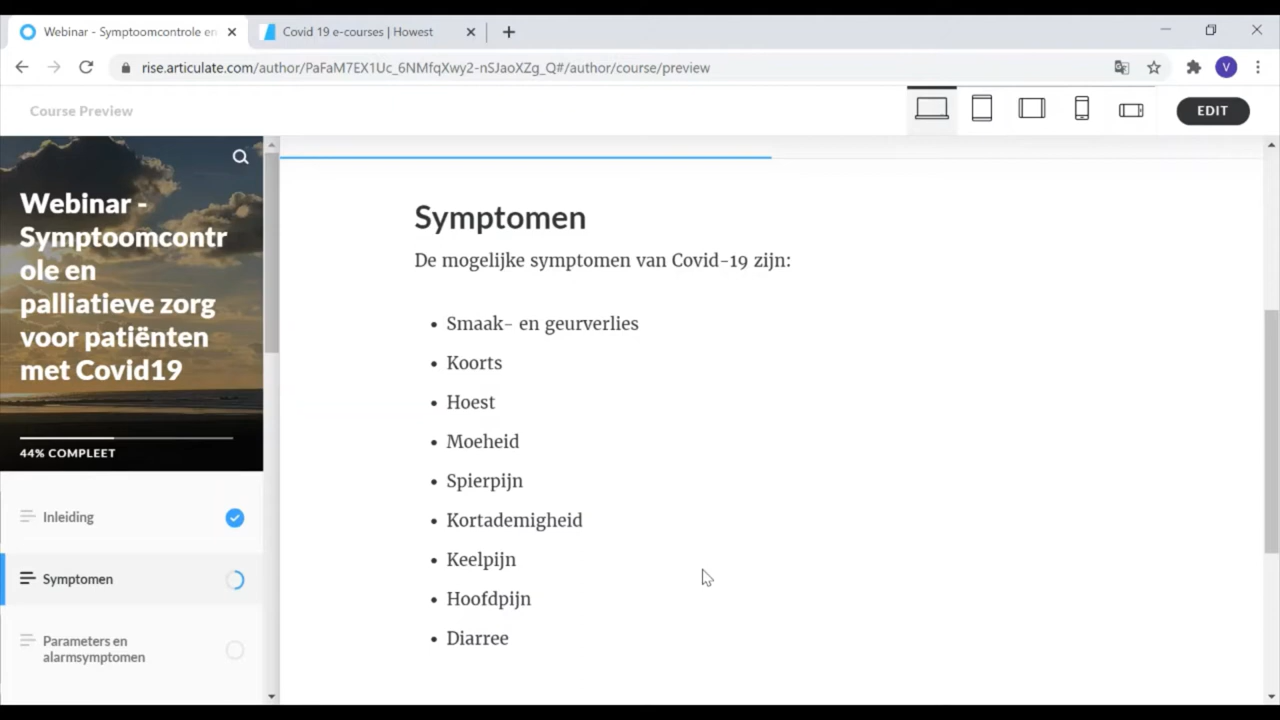 Webinar - Symptoomcontrole en
Covid 19 e-courses | Howest
rise.articulate.com/author/PaFaM7EX1Uc_6NMfqXwy2-nSJaoXZg_Q#/author/course/preview
V
Course Preview
EDIT
Webinar -
Symptoomcontr
ole en
palliatieve zorg
voor patiënten
met Covid19
44% COMPLEET
Inleiding
Symptomen
Parameters en
alarmsymptomen
Symptomen
De mogelijke symptomen van Covid-19 zijn:
• Smaak- en geurverlies
• Koorts
• Hoest
• Moeheid
• Spierpijn
• Kortademigheid
• Keelpijn
• Hoofdpijn
• Diarree